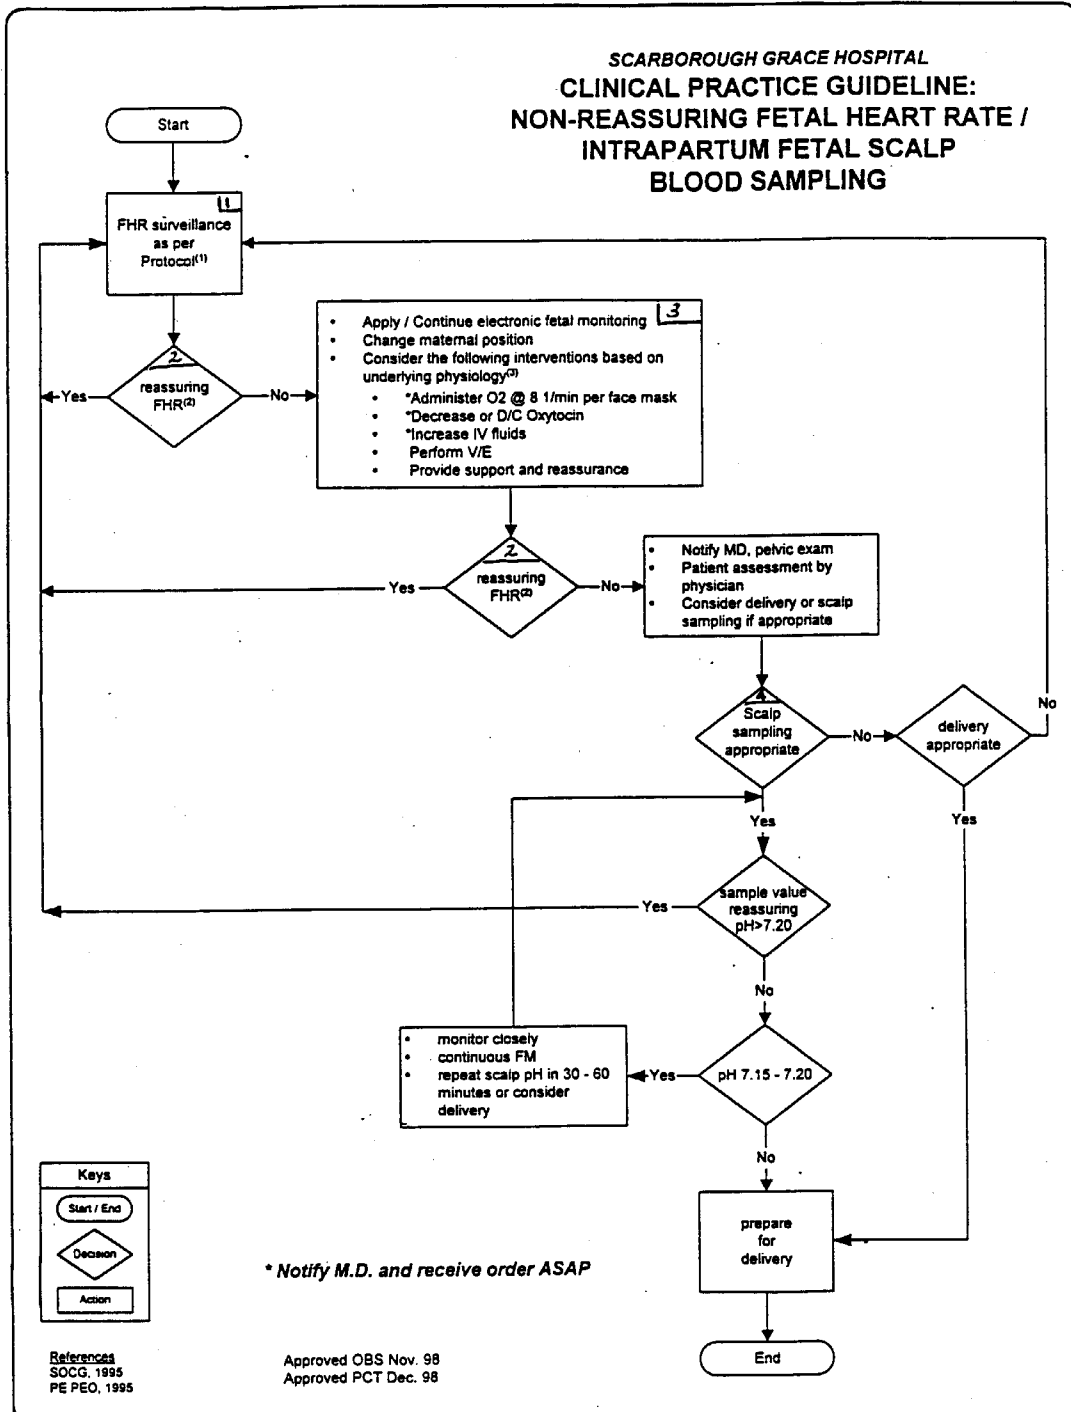 SCARBOROUGH GRACE HOSPITAL
CLINICAL PRACTICE GUIDELINE:
NON-REASSURING FETAL HEART RATE /
INTRAPARTUM FETAL SCALP
BLOOD SAMPLING
Start
FHR surveillance
as per
Protocol(1)
2
reassuring
FHR(2)
Yes
No
3
• Apply / Continue electronic fetal monitoring
• Change maternal position
• Consider the following interventions based on
underlying physiology(3)
• *Administer O2 @ 8 1/min per face mask
• *Decrease or D/C Oxytocin
• *Increase IV fluids
• Perform V/E
• Provide support and reassurance
2
reassuring
FHR(2)
Yes
No
• Notify MD, pelvic exam
• Patient assessment by
physician
• Consider delivery or scalp
sampling if appropriate
Scalp
sampling
appropriate
No
delivery
appropriate
No
Yes
Yes
sample value
reassuring
pH>7.20
Yes
No
• monitor closely
• continuous FM
• repeat scalp pH in 30 - 60
minutes or consider
delivery
Yes
pH 7.15 - 7.20
No
prepare
for
delivery
End
Keys
Start / End
Decision
Action
* Notify M.D. and receive order ASAP
References
SOCG, 1995
PE PEO, 1995
Approved OBS Nov. 98
Approved PCT Dec. 98